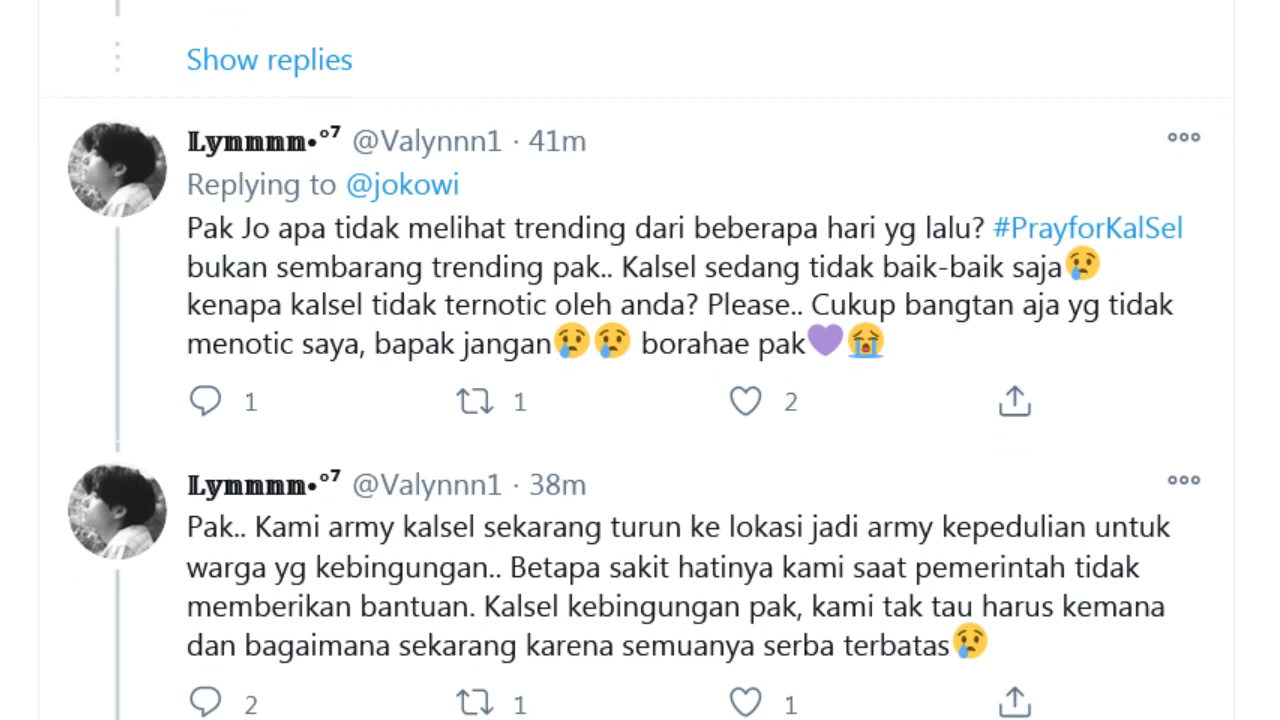 Show replies
𝕃𝕪𝕟𝕟𝕟𝕟•°⁷ @Valynnn1 · 41m
Replying to @jokowi
Pak Jo apa tidak melihat trending dari beberapa hari yg lalu? #PrayforKalSel
bukan sembarang trending pak.. Kalsel sedang tidak baik-baik saja😢
kenapa kalsel tidak ternotic oleh anda? Please.. Cukup bangtan aja yg tidak
menotic saya, bapak jangan😢😢 borahae pak💜😭
1 1 2
𝕃𝕪𝕟𝕟𝕟𝕟•°⁷ @Valynnn1 · 38m
Pak.. Kami army kalsel sekarang turun ke lokasi jadi army kepedulian untuk
warga yg kebingungan.. Betapa sakit hatinya kami saat pemerintah tidak
memberikan bantuan. Kalsel kebingungan pak, kami tak tau harus kemana
dan bagaimana sekarang karena semuanya serba terbatas😢
2 1 1